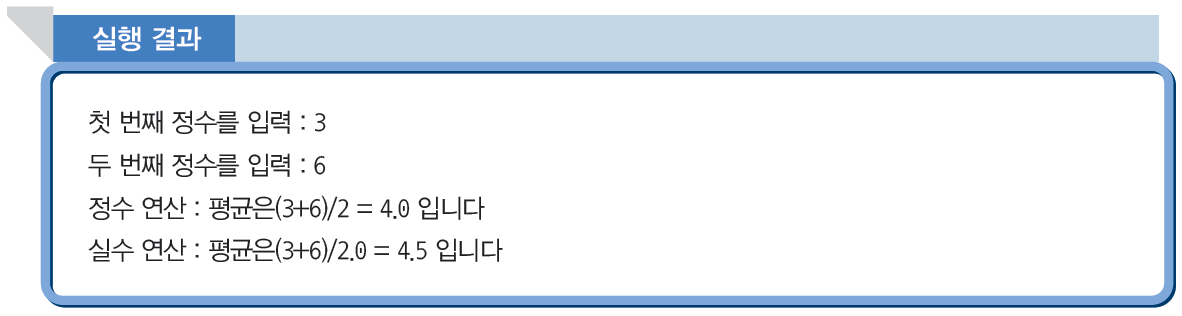 실행 결과
첫 번째 정수를 입력 : 3
두 번째 정수를 입력 : 6
정수 연산 : 평균은(3+6)/2 = 4.0 입니다
실수 연산 : 평균은(3+6)/2.0 = 4.5 입니다